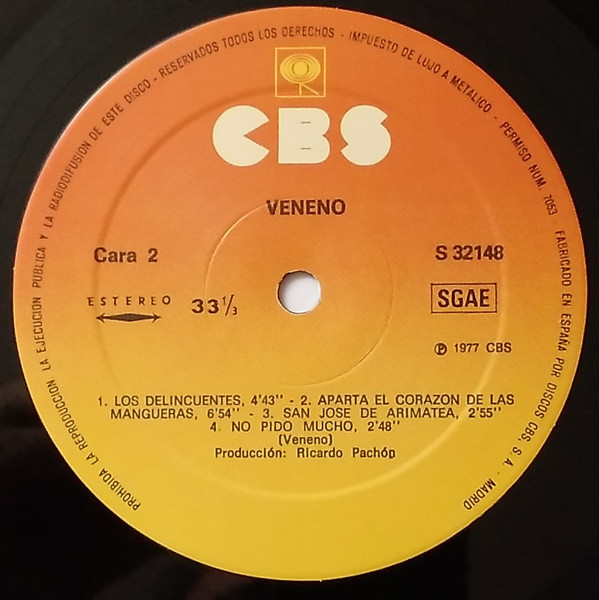 PROHIBIDA LA REPRODUCCION LA EJECUCION PUBLICA Y LA RADIODIFUSION DE ESTE DISCO - RESERVADOS TODOS LOS DERECHOS - IMPUESTO DE LUJO A METALICO - PERMISO NUM. 7053 FABRICADO EN ESPAÑA POR DISCOS CBS, S. A. - MADRID
CBS
VENENO
Cara 2
S 32148
ESTEREO
33 1/3
SGAE
℗ 1977 CBS
1. LOS DELINCUENTES, 4'43'' - 2. APARTA EL CORAZON DE LAS
MANGUERAS, 6'54'' - 3. SAN JOSE DE ARIMATEA, 2'55''
4. NO PIDO MUCHO, 2'48''
(Veneno)
Producción: Ricardo Pachón